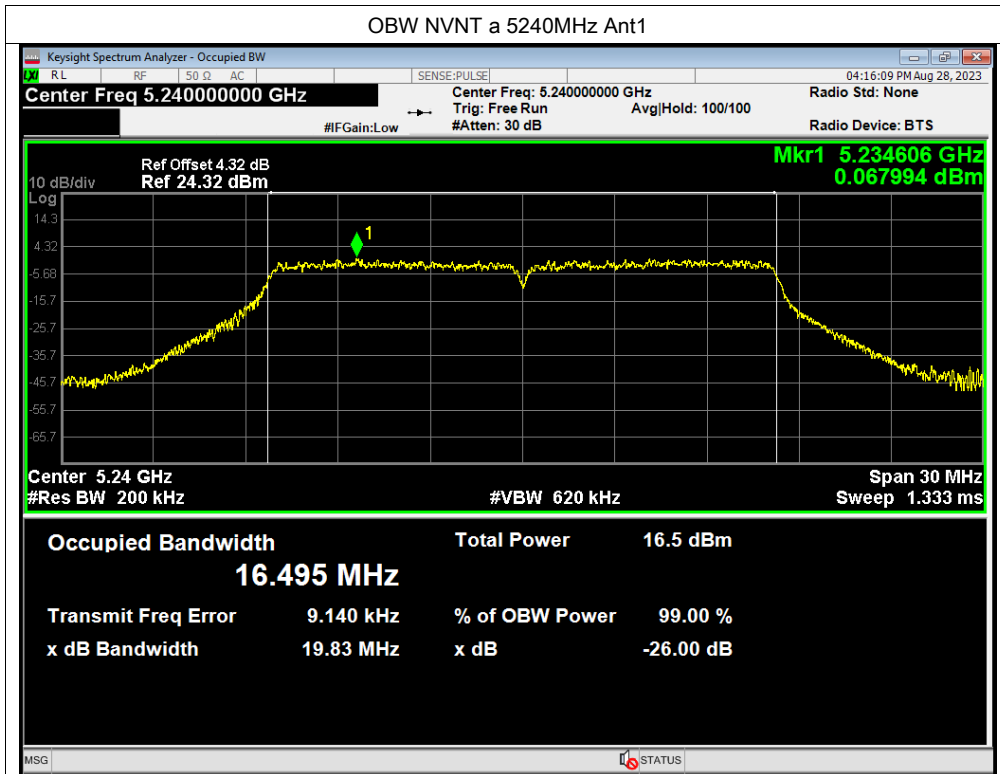 OBW NVNT a 5240MHz Ant1
Keysight Spectrum Analyzer - Occupied BW
LXI RL RF 50 Ω AC SENSE:PULSE 04:16:09 PM Aug 28, 2023
Center Freq 5.240000000 GHz Center Freq: 5.240000000 GHz Radio Std: None
Trig: Free Run Avg|Hold: 100/100
#IFGain:Low #Atten: 30 dB Radio Device: BTS
Mkr1 5.234606 GHz
0.067994 dBm
Ref Offset 4.32 dB
10 dB/div Ref 24.32 dBm
Log
14.3
1
4.32
-5.68
-15.7
-25.7
-35.7
-45.7
-55.7
-65.7
Center 5.24 GHz Span 30 MHz
#Res BW 200 kHz #VBW 620 kHz Sweep 1.333 ms
Occupied Bandwidth Total Power 16.5 dBm
16.495 MHz
Transmit Freq Error 9.140 kHz % of OBW Power 99.00 %
x dB Bandwidth 19.83 MHz x dB -26.00 dB
MSG STATUS